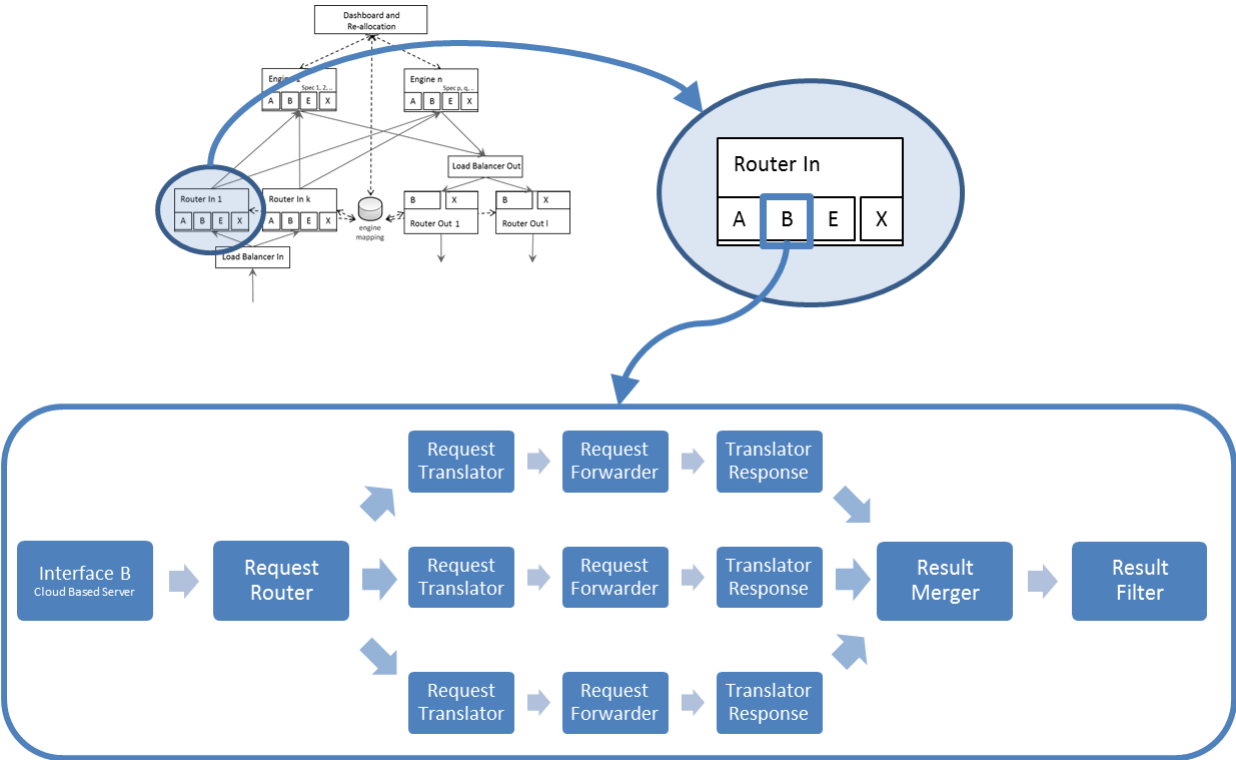 Dashboard and
Re-allocation
Spec 1, 2,...
A B E X
Engine n
Spec p, q,...
A B E X
Load Balancer Out
Router In 1
A B E X
Router In k
A B E X
engine
mapping
B X
Router Out 1
B X
Router Out l
Load Balancer In
Router In
A B E X
Request
Translator
Request
Forwarder
Translator
Response
Interface B
Cloud Based Server
Request
Router
Request
Translator
Request
Forwarder
Translator
Response
Result
Merger
Result
Filter
Request
Translator
Request
Forwarder
Translator
Response